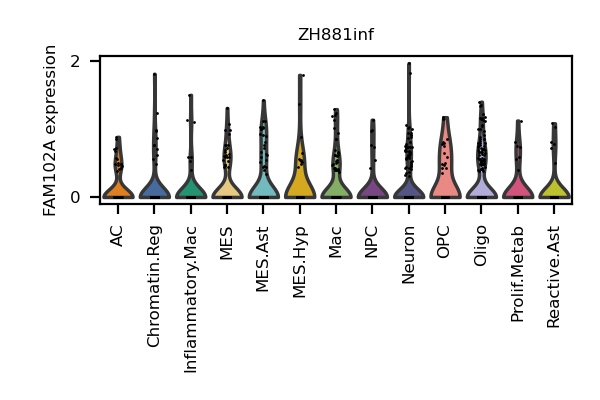 ZH881inf
FAM102A expression
2
0
AC
Chromatin.Reg
Inflammatory.Mac
MES
MES.Ast
MES.Hyp
Mac
NPC
Neuron
OPC
Oligo
Prolif.Metab
Reactive.Ast